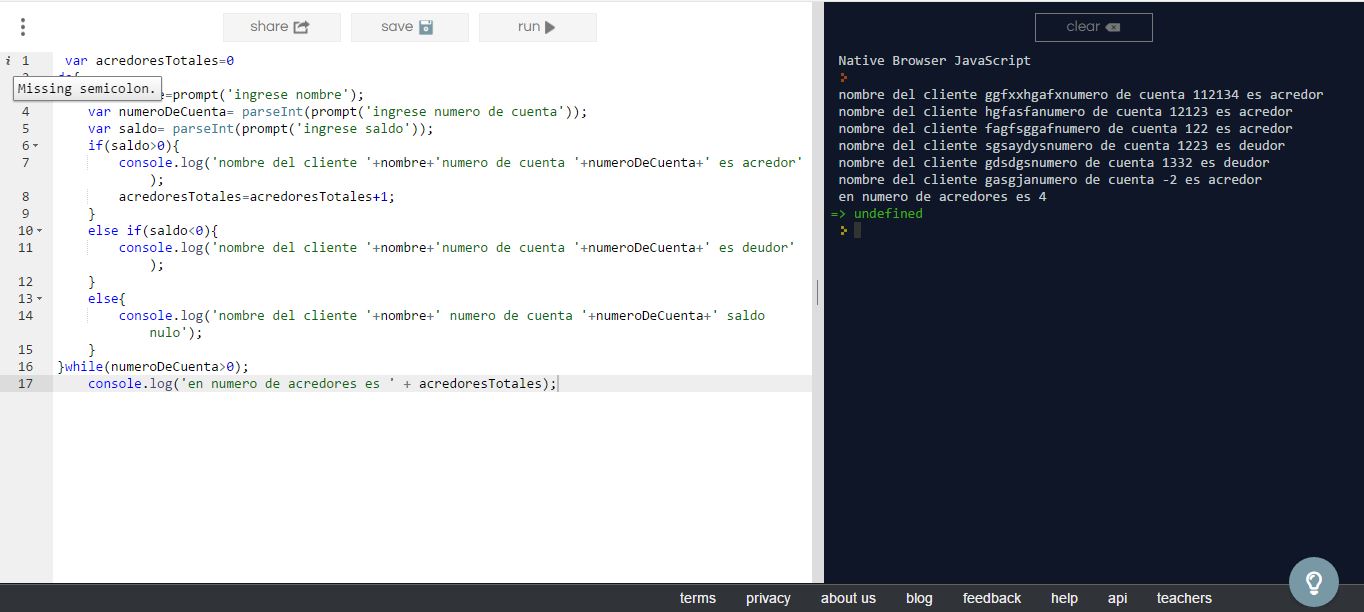 share save run clear
i 1 var acredoresTotales=0
Missing semicolon.
=prompt('ingrese nombre');
4 var numeroDeCuenta= parseInt(prompt('ingrese numero de cuenta'));
5 var saldo= parseInt(prompt('ingrese saldo'));
6 if(saldo>0){
7 console.log('nombre del cliente '+nombre+'numero de cuenta '+numeroDeCuenta+' es acredor'
);
8 acredoresTotales=acredoresTotales+1;
9 }
10 else if(saldo<0){
11 console.log('nombre del cliente '+nombre+'numero de cuenta '+numeroDeCuenta+' es deudor'
);
12 }
13 else{
14 console.log('nombre del cliente '+nombre+' numero de cuenta '+numeroDeCuenta+' saldo
nulo');
15 }
16 }while(numeroDeCuenta>0);
17 console.log('en numero de acredores es ' + acredoresTotales);
Native Browser JavaScript
nombre del cliente ggfxxhgafxnumero de cuenta 112134 es acredor
nombre del cliente hgfasfanumero de cuenta 12123 es acredor
nombre del cliente fagfsggafnumero de cuenta 122 es acredor
nombre del cliente sgsaydysnumero de cuenta 1223 es deudor
nombre del cliente gdsdgsnumero de cuenta 1332 es deudor
nombre del cliente gasgjanumero de cuenta -2 es acredor
en numero de acredores es 4
=> undefined
terms privacy about us blog feedback help api teachers